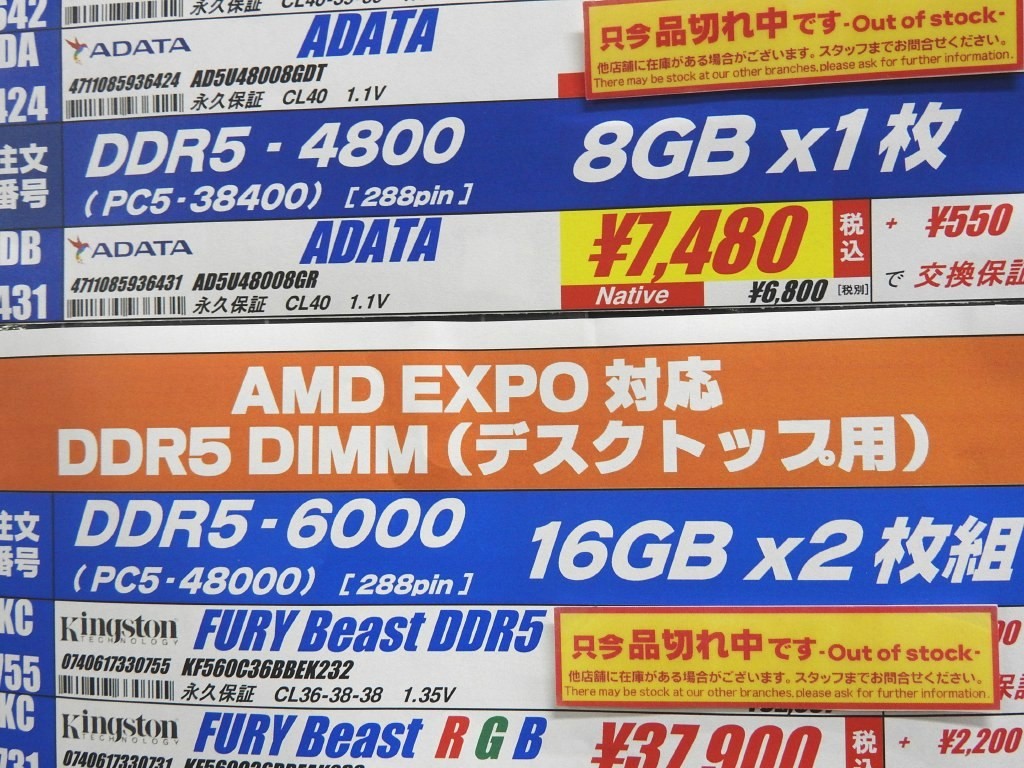 642
永久保証
DA
ADATA ADATA
只今品切れ中です-Out of stock-
他店舗に在庫がある場合がございます。スタッフまでお問合せください。
There may be stock at our other branches,please ask for further information.
4711085936424 AD5U48008GDT
424
永久保証 CL40 1.1V
注文
番号
DDR5 - 4800 8GB x1枚
(PC5-38400) [288pin]
DB
ADATA ADATA
¥7,480 税込
+ ¥550
で 交換保証
4711085936431 AD5U48008GR
431
永久保証 CL40 1.1V
Native ¥6,800 [税別]
AMD EXPO 対応
DDR5 DIMM(デスクトップ用)
注文
番号
DDR5 - 6000 16GB x2 枚組
(PC5-48000) [288pin]
KC
Kingston FURY Beast DDR5
TECHNOLOGY
只今品切れ中です-Out of stock-
他店舗に在庫がある場合がございます。スタッフまでお問合せください。
There may be stock at our other branches,please ask for further information.
0740617330755 KF560C36BBEK232
755
永久保証 CL36-38-38 1.35V
KC
Kingston FURY Beast RGB
TECHNOLOGY
¥37,900 税
+ ¥2,200
0740617330731
731